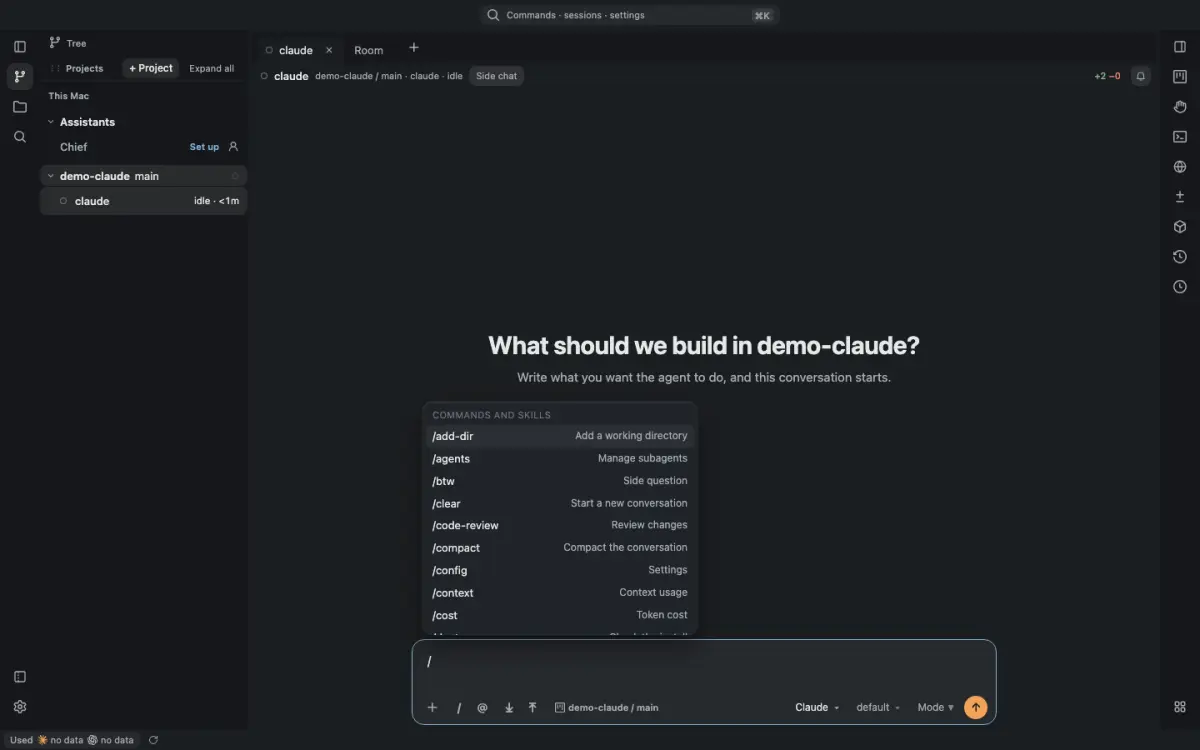 Commands · sessions · settings ⌘K
Tree
Projects + Project Expand all
This Mac
Assistants
Chief Set up
demo-claude main
claude idle · <1m
claude × Room +
claude demo-claude / main · claude · idle Side chat +2 −0
What should we build in demo-claude?
Write what you want the agent to do, and this conversation starts.
COMMANDS AND SKILLS
/add-dir Add a working directory
/agents Manage subagents
/btw Side question
/clear Start a new conversation
/code-review Review changes
/compact Compact the conversation
/config Settings
/context Context usage
/cost Token cost
/
+ / @ demo-claude / main Claude default Mode
Used no data no data